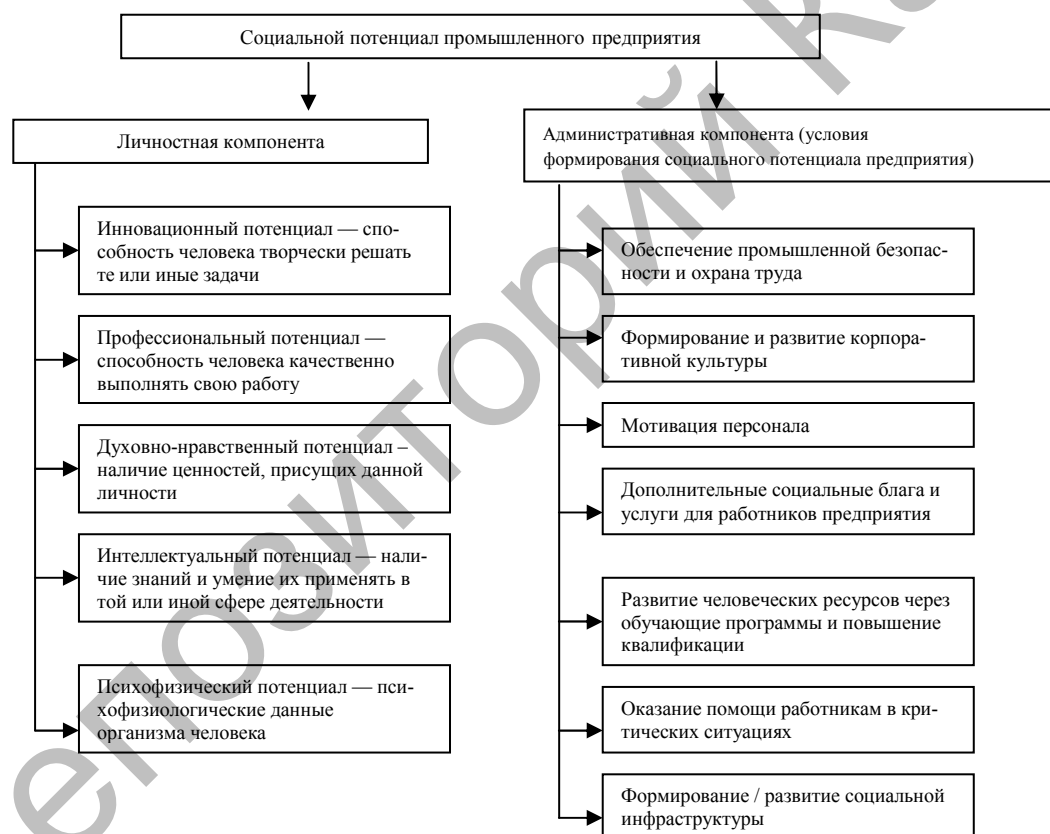 Социальной потенциал промышленного предприятия
Личностная компонента
Инновационный потенциал — спо-
собность человека творчески решать
те или иные задачи
Профессиональный потенциал —
способность человека качественно
выполнять свою работу
Духовно-нравственный потенциал –
наличие ценностей, присущих данной
личности
Интеллектуальный потенциал — нали-
чие знаний и умение их применять в
той или иной сфере деятельности
Психофизический потенциал — пси-
хофизиологические данные
организма человека
Административная компонента (условия
формирования социального потенциала предприятия)
Обеспечение промышленной безопас-
ности и охрана труда
Формирование и развитие корпора-
тивной культуры
Мотивация персонала
Дополнительные социальные блага и
услуги для работников предприятия
Развитие человеческих ресурсов через
обучающие программы и повышение
квалификации
Оказание помощи работникам в кри-
тических ситуациях
Формирование / развитие социальной
инфраструктуры
епозиторий К